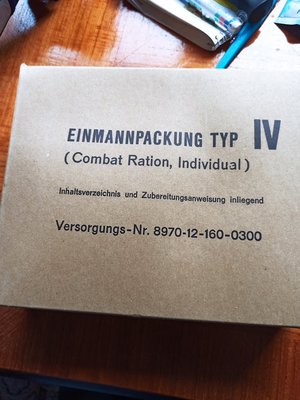 EINMANNPACKUNG TYP IV
(Combat Ration, Individual)
Inhaltsverzeichnis und Zubereitungsanweisung inliegend
Versorgungs-Nr. 8970-12-160-0300